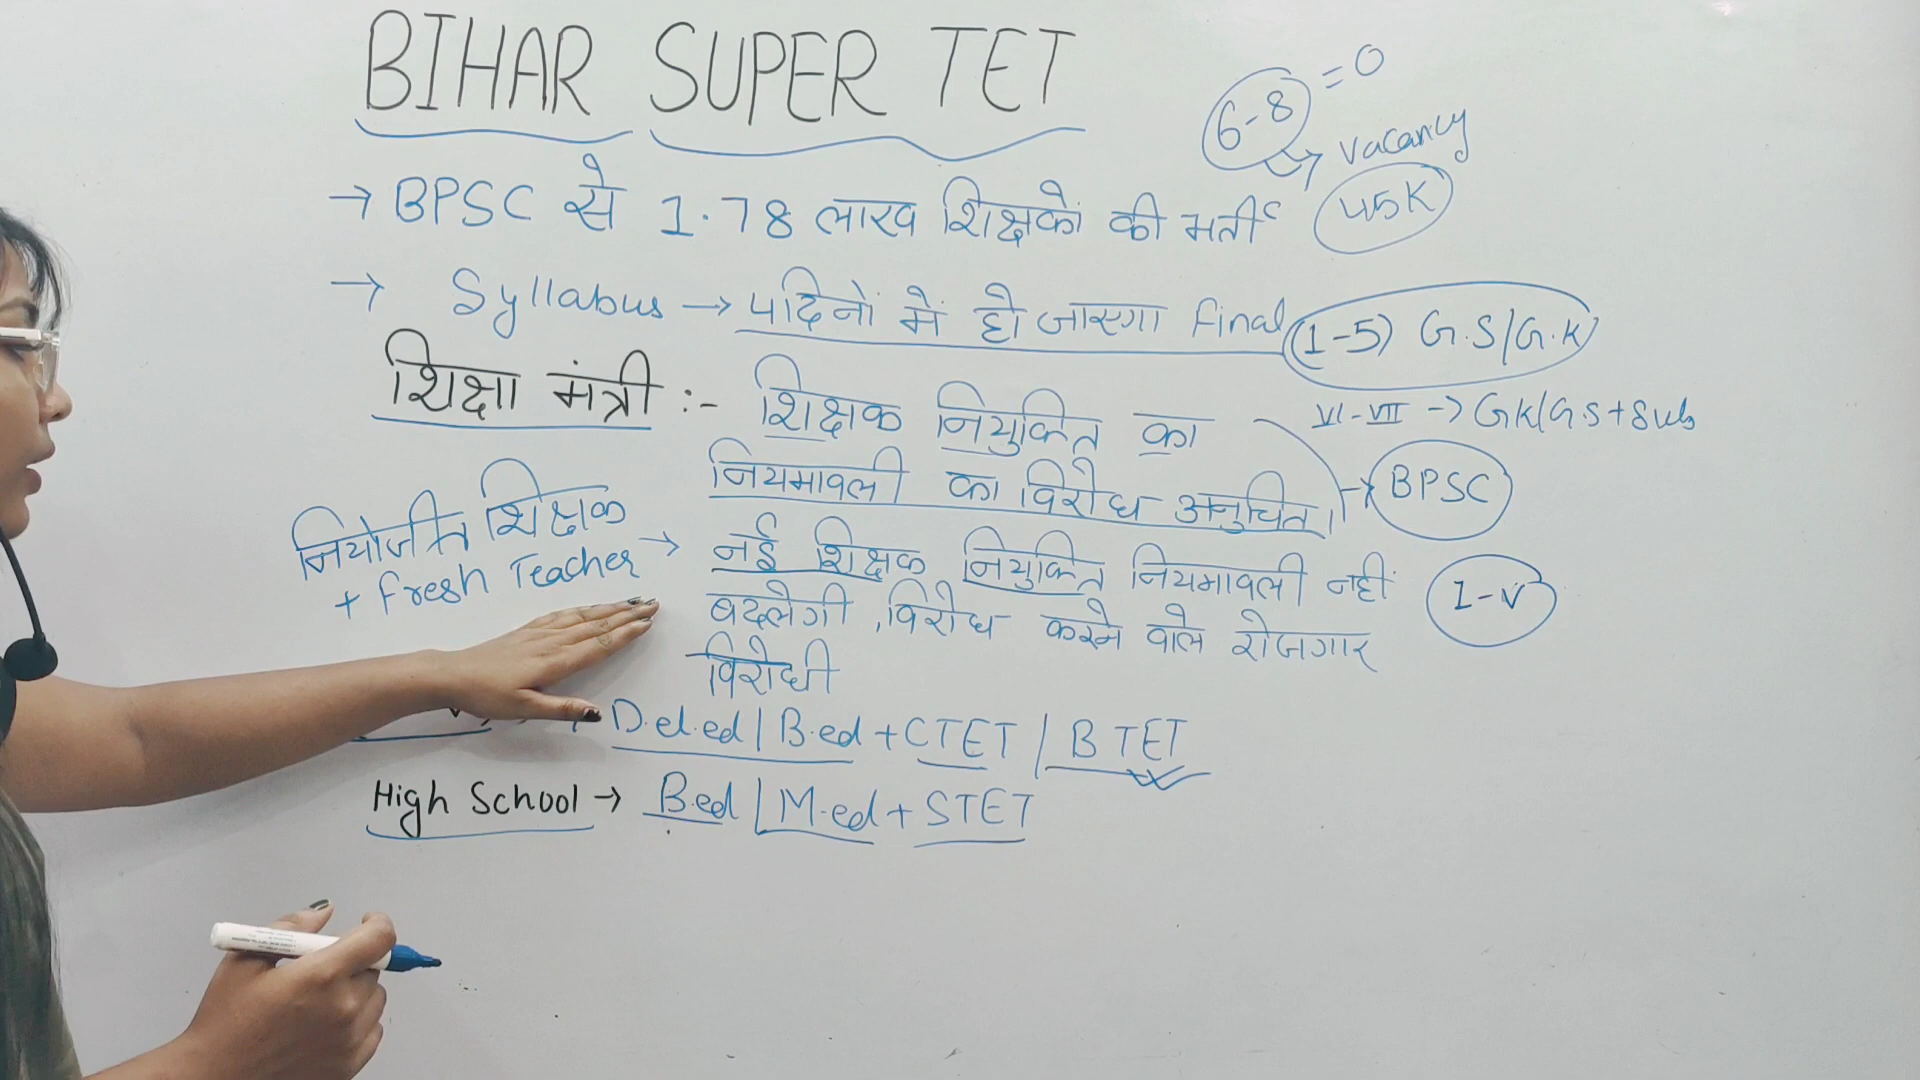 BIHAR SUPER TET
6-8 = 0
vacancy
45K
→ BPSC से 1.78 लाख शिक्षकों की भर्ती
→ Syllabus → 4 दिनों में हो जाएगा Final
(1-5) G.S/G.K
VI-VIII → GK/G.S + Sub
शिक्षा मंत्री :- शिक्षक नियुक्ति का
नियमावली का विरोध अनुचित।
→ BPSC
नियोजीत शिक्षक
+ Fresh Teacher →
नई शिक्षक नियुक्ति नियमावली नहीं
बदलेगी, विरोध करने वाले रोजगार
विरोधी
1-V
D.el.ed | B.ed + CTET / BTET
High School → B.ed | M.ed + STET